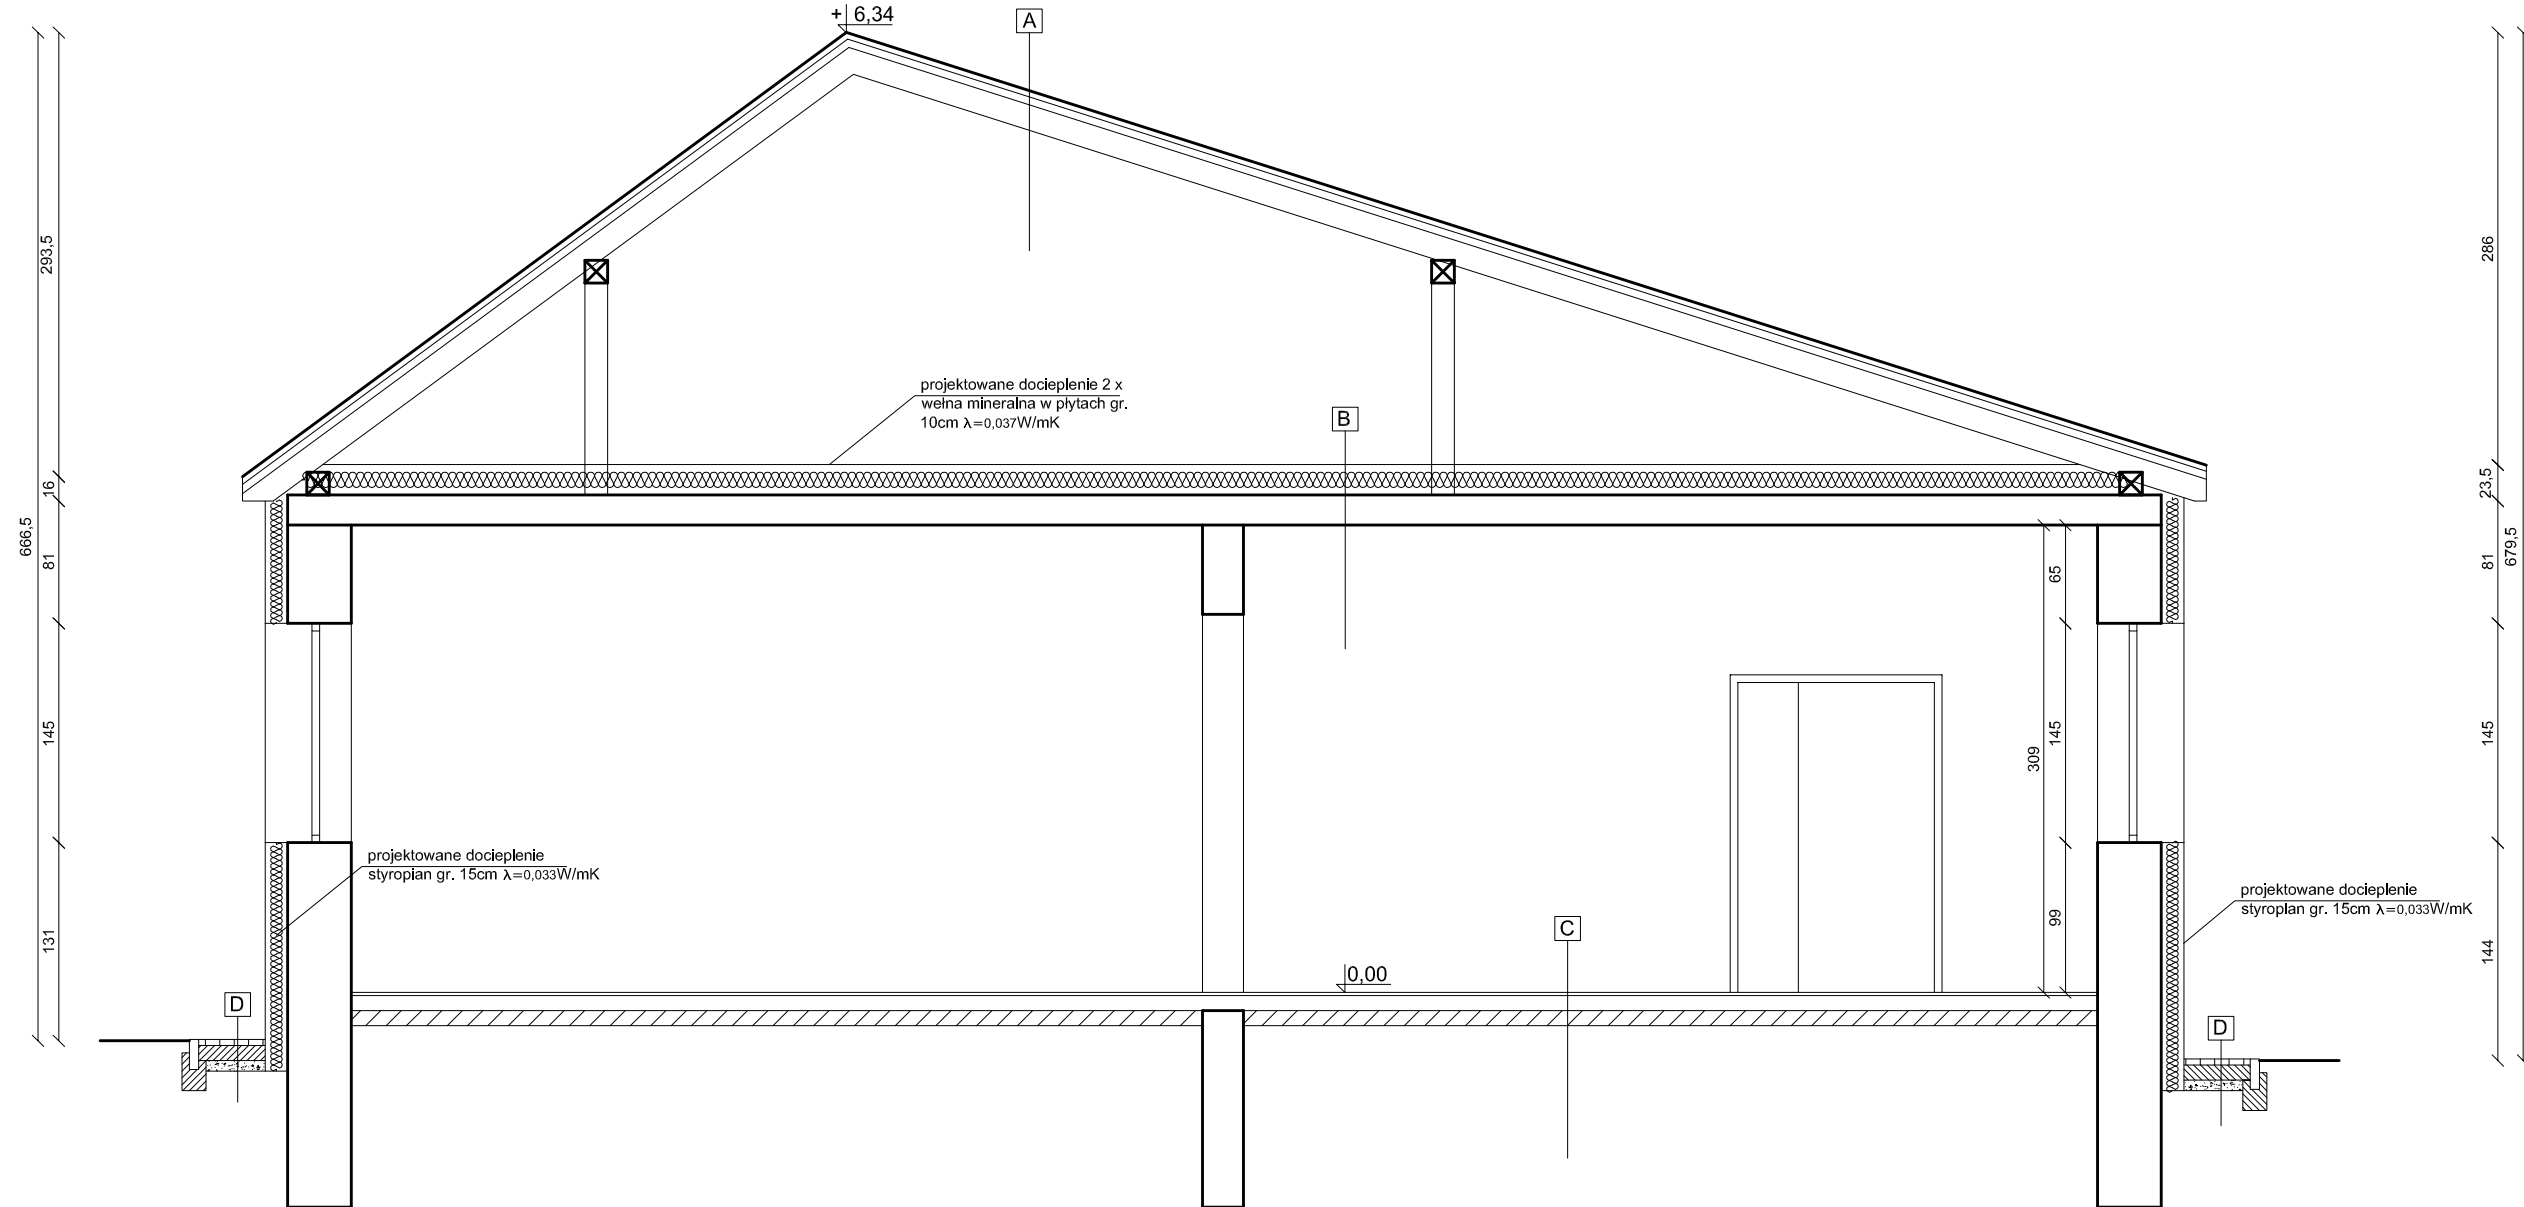 + 6,34
A
293,5
286
projektowane docieplenie 2 x
wełna mineralna w płytach gr.
10cm λ=0,037W/mK
B
16
23,5
666,5
81
65
81
679,5
145
309
145
145
projektowane docieplenie
styropian gr. 15cm λ=0,033W/mK
projektowane docieplenie
styropian gr. 15cm λ=0,033W/mK
131
99
144
C
0,00
D
D